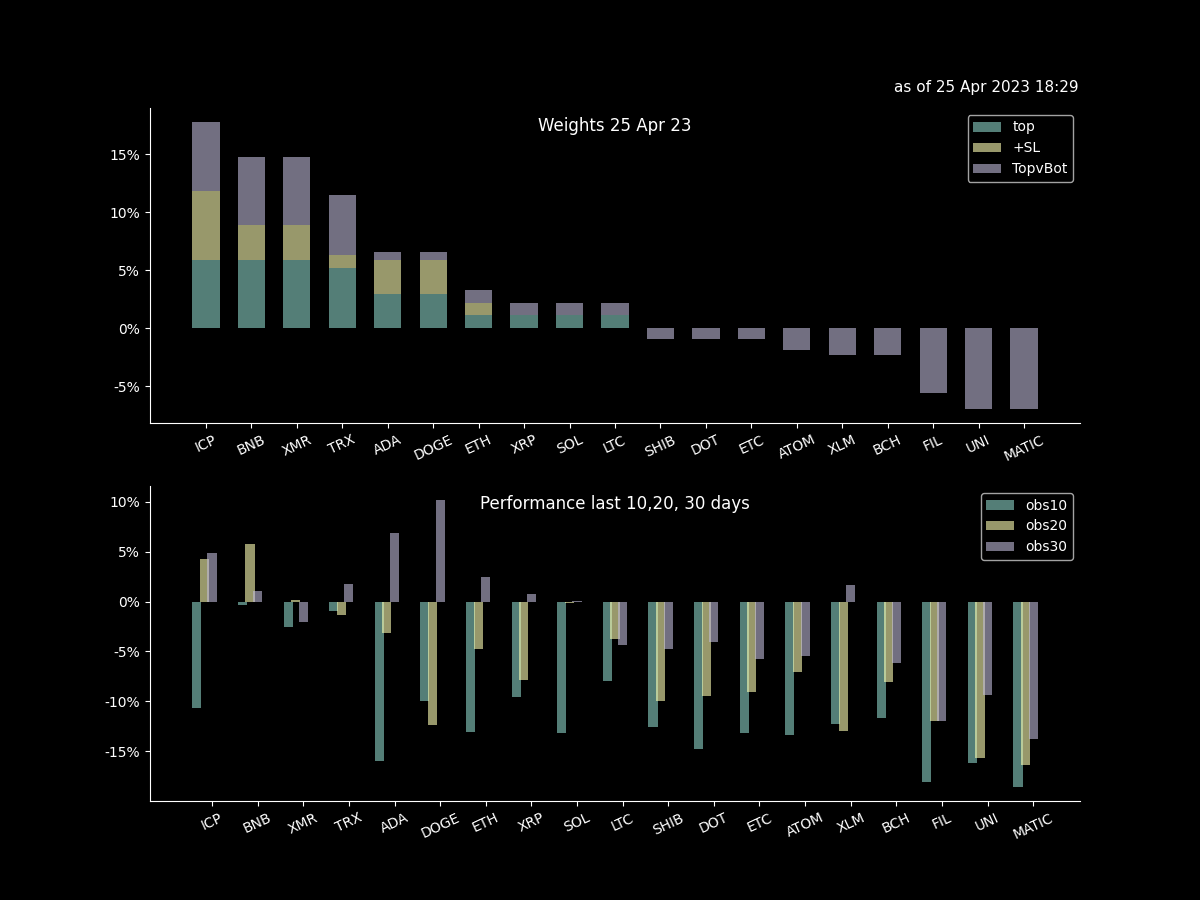 as of 25 Apr 2023 18:29
Weights 25 Apr 23
top
+SL
TopvBot
15%
10%
5%
0%
-5%
ICP BNB XMR TRX ADA DOGE ETH XRP SOL LTC SHIB DOT ETC ATOM XLM BCH FIL UNI MATIC
Performance last 10,20, 30 days
obs10
obs20
obs30
10%
5%
0%
-5%
-10%
-15%
ICP BNB XMR TRX ADA DOGE ETH XRP SOL LTC SHIB DOT ETC ATOM XLM BCH FIL UNI MATIC